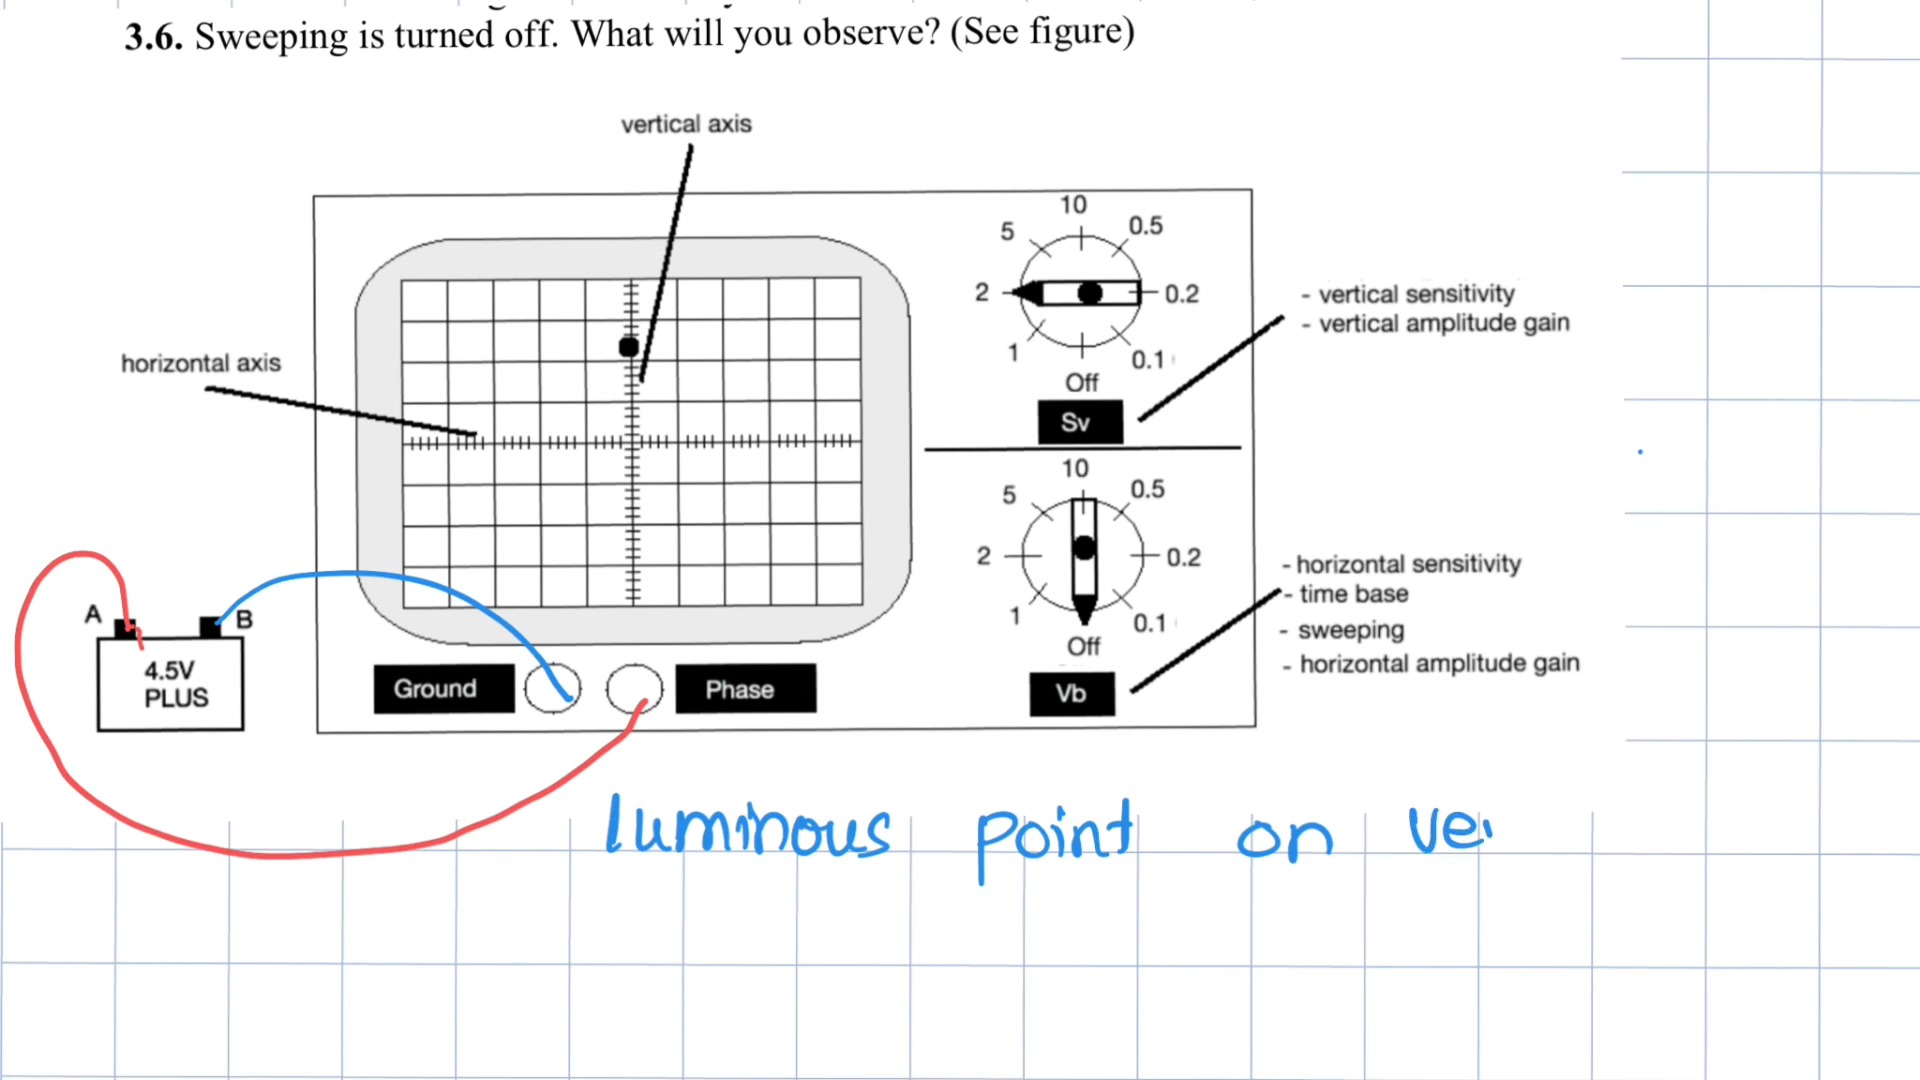 3.6. Sweeping is turned off. What will you observe? (See figure)
vertical axis
horizontal axis
10
5
0.5
2
0.2
1
0.1
Off
Sv
- vertical sensitivity
- vertical amplitude gain
10
5
0.5
2
0.2
1
0.1
Off
Vb
- horizontal sensitivity
- time base
- sweeping
- horizontal amplitude gain
A
B
4.5V
PLUS
Ground
Phase
luminous point on ve